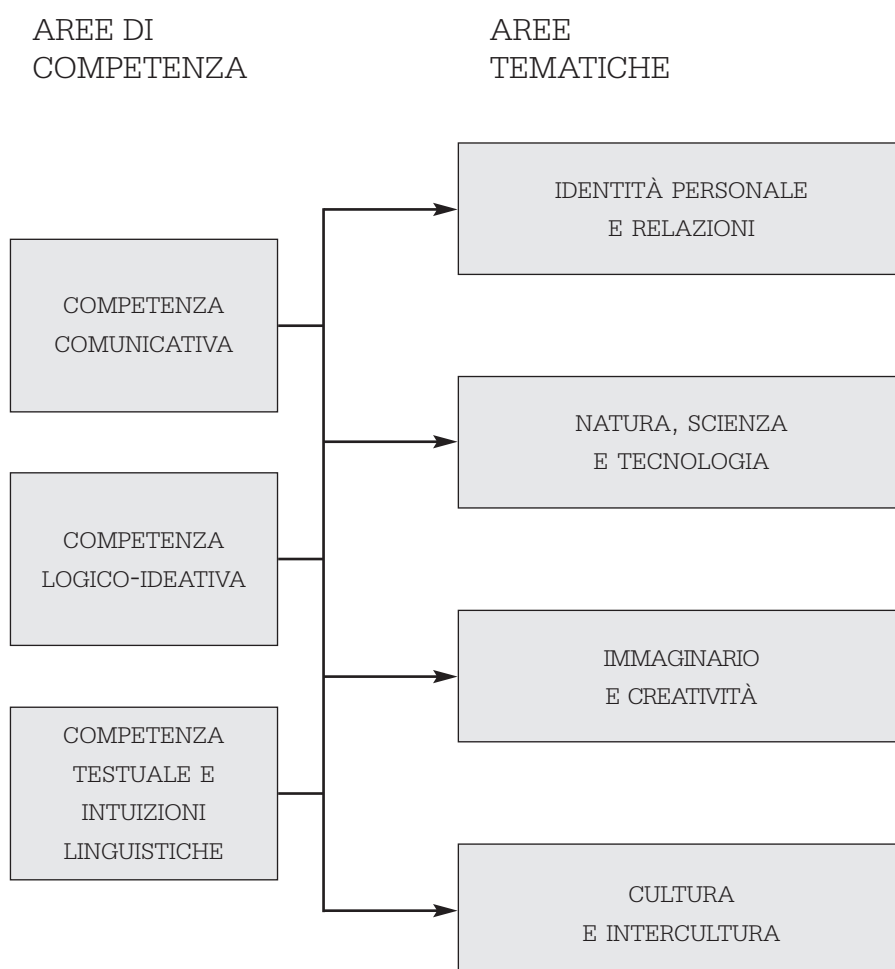 AREE DI
COMPETENZA
AREE
TEMATICHE
COMPETENZA
COMUNICATIVA
COMPETENZA
LOGICO-IDEATIVA
COMPETENZA
TESTUALE E
INTUIZIONI
LINGUISTICHE
IDENTITÀ PERSONALE
E RELAZIONI
NATURA, SCIENZA
E TECNOLOGIA
IMMAGINARIO
E CREATIVITÀ
CULTURA
E INTERCULTURA